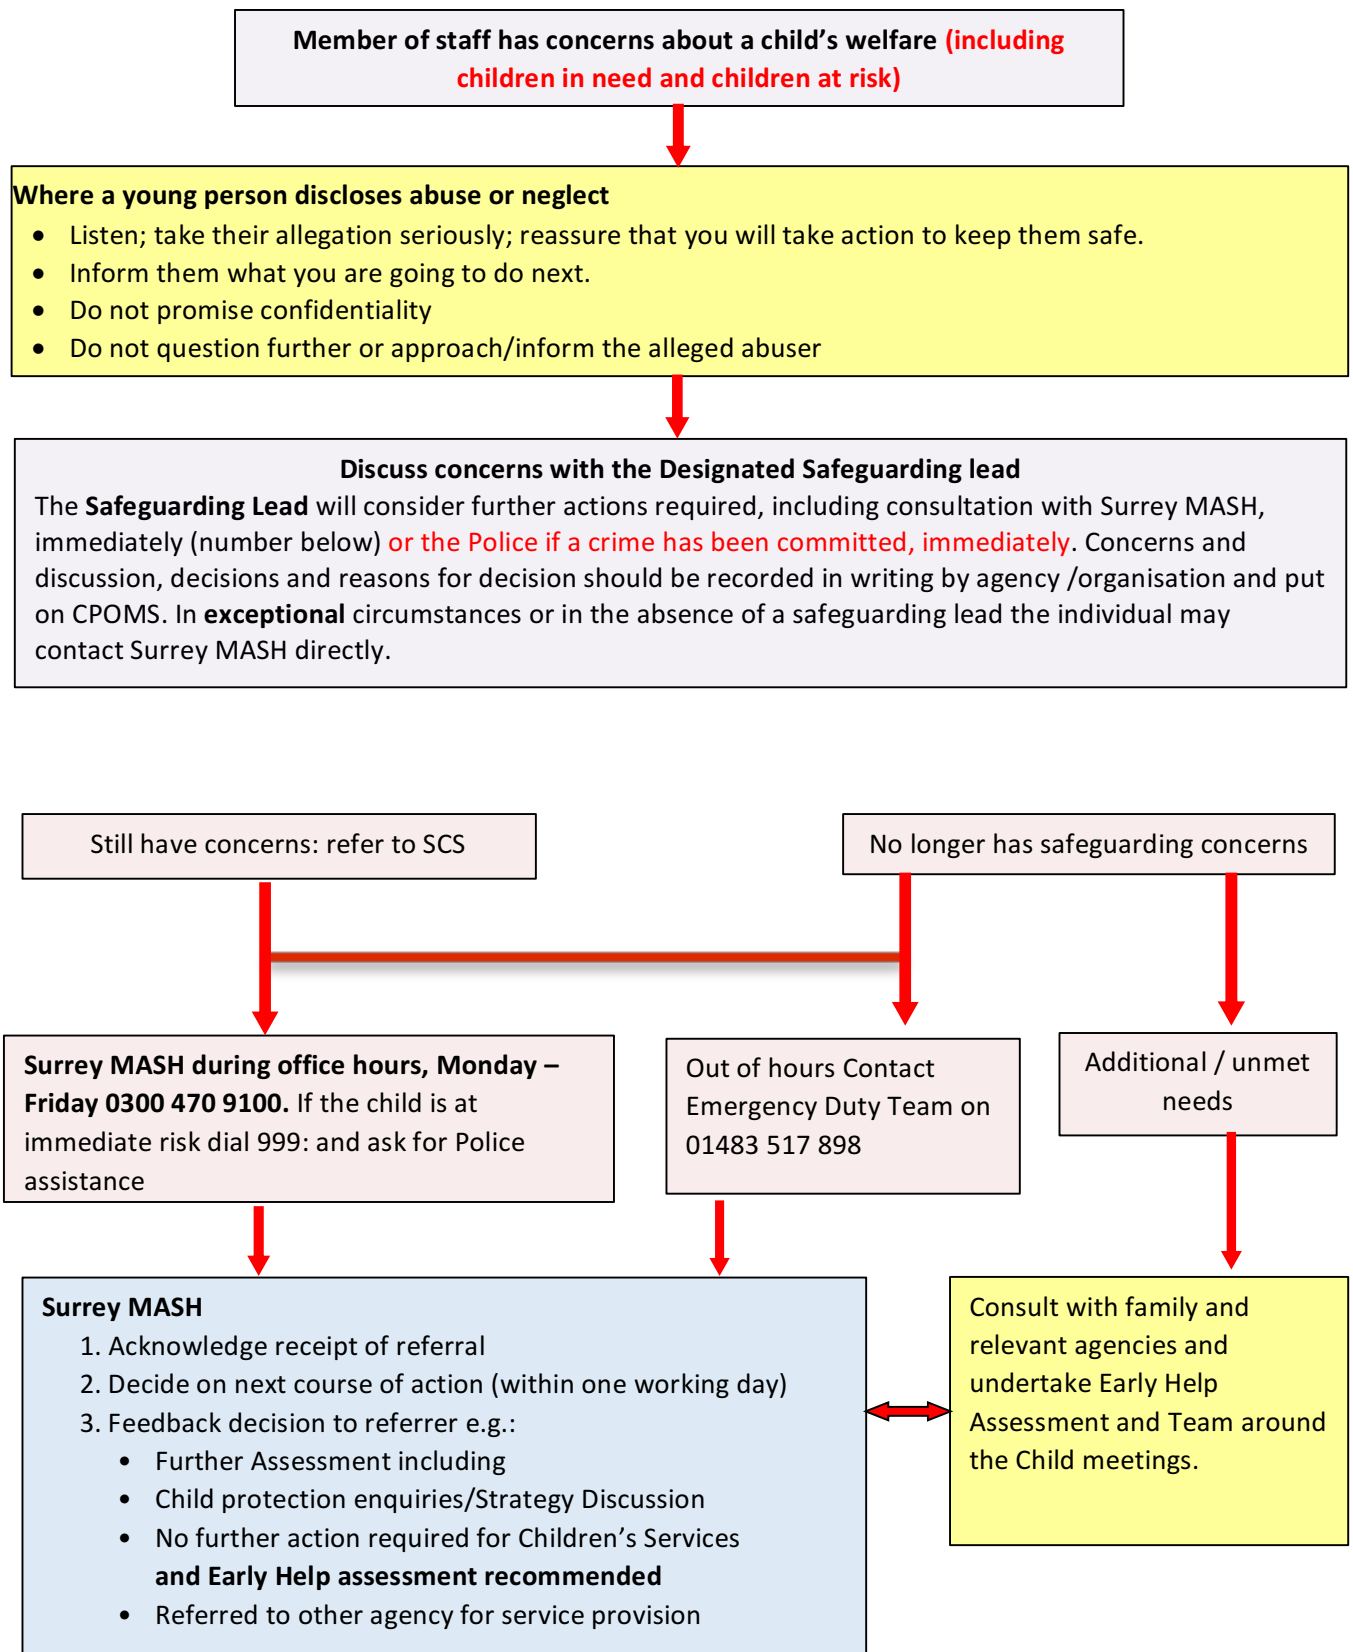 Member of staff has concerns about a child’s welfare (including
children in need and children at risk)
Where a young person discloses abuse or neglect
• Listen; take their allegation seriously; reassure that you will take action to keep them safe.
• Inform them what you are going to do next.
• Do not promise confidentiality
• Do not question further or approach/inform the alleged abuser
Discuss concerns with the Designated Safeguarding lead
The Safeguarding Lead will consider further actions required, including consultation with Surrey MASH,
immediately (number below) or the Police if a crime has been committed, immediately. Concerns and
discussion, decisions and reasons for decision should be recorded in writing by agency /organisation and put
on CPOMS. In exceptional circumstances or in the absence of a safeguarding lead the individual may
contact Surrey MASH directly.
Still have concerns: refer to SCS
No longer has safeguarding concerns
Surrey MASH during office hours, Monday –
Friday 0300 470 9100. If the child is at
immediate risk dial 999: and ask for Police
assistance
Out of hours Contact
Emergency Duty Team on
01483 517 898
Additional / unmet
needs
Surrey MASH
1. Acknowledge receipt of referral
2. Decide on next course of action (within one working day)
3. Feedback decision to referrer e.g.:
• Further Assessment including
• Child protection enquiries/Strategy Discussion
• No further action required for Children’s Services
and Early Help assessment recommended
• Referred to other agency for service provision
Consult with family and
relevant agencies and
undertake Early Help
Assessment and Team around
the Child meetings.